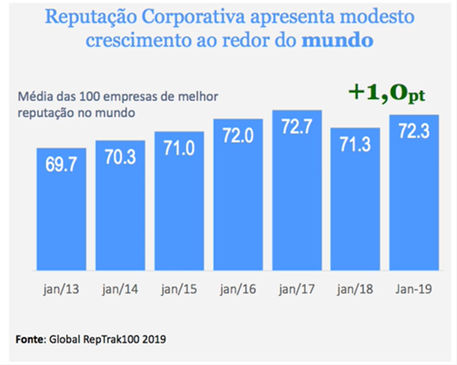 Reputação Corporativa apresenta modesto
crescimento ao redor do mundo
+1,0pt
Média das 100 empresas de melhor
reputação no mundo
69.7 70.3 71.0 72.0 72.7 71.3 72.3
jan/13 jan/14 jan/15 jan/16 jan/17 jan/18 Jan-19
Fonte: Global RepTrak100 2019